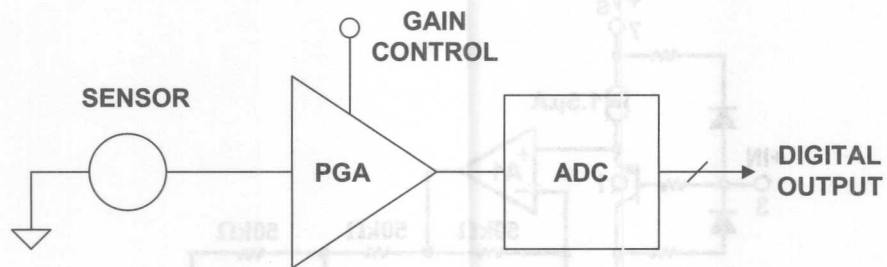 GAIN
CONTROL
SENSOR
PGA
ADC
DIGITAL
OUTPUT